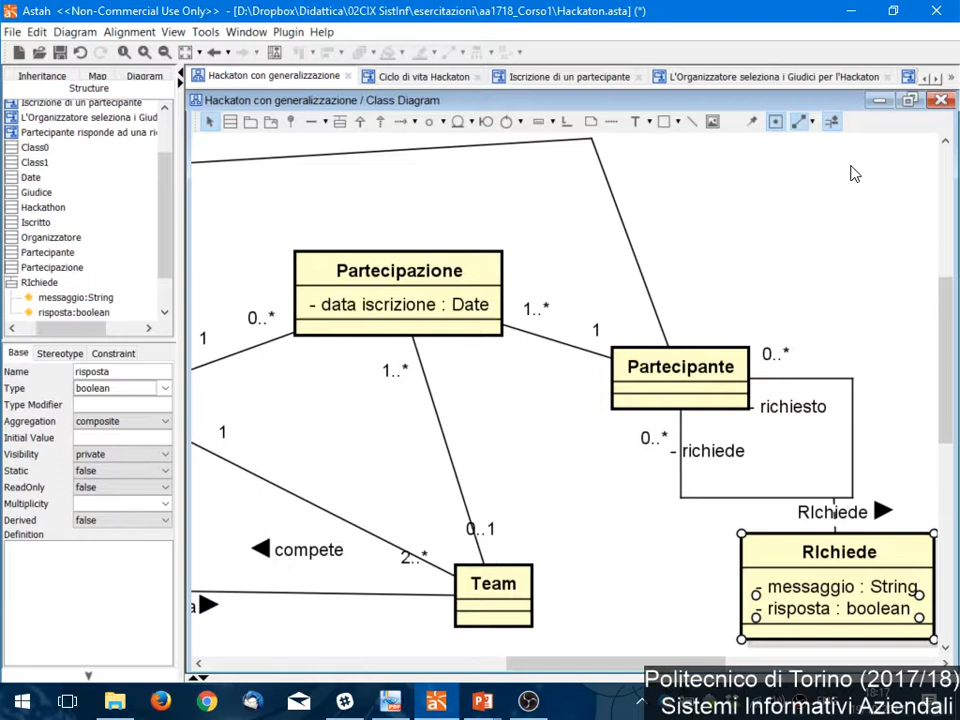 Astah <<Non-Commercial Use Only>> - [D:\Dropbox\Didattica\02CIX SistInf\esercitazioni\aa1718_Corso1\Hackaton.asta] (*)
File Edit Diagram Alignment View Tools Window Plugin Help
Inheritance Map Diagram
Structure
Hackaton con generalizzazione
Ciclo di vita Hackaton
Iscrizione di un partecipante
L'Organizzatore seleziona i Giudici per l'Hackaton
Hackaton con generalizzazione / Class Diagram
Iscrizione di un partecipante
L'Organizzatore seleziona i Giud
Partecipante risponde ad una ri
Class0
Class1
Date
Giudice
Hackathon
Iscritto
Organizzatore
Partecipante
Partecipazione
RIchiede
messaggio:String
risposta:boolean
Base Stereotype Constraint
Name risposta
Type boolean
Type Modifier
Aggregation composite
Initial Value
Visibility private
Static false
ReadOnly false
Multiplicity
Derived false
Definition
Partecipazione
- data iscrizione : Date
0..*
1
1..*
1
1..*
Partecipante
0..*
- richiesto
0..*
- richiede
1
RIchiede
compete
2..*
0..1
Team
a
RIchiede
- messaggio : String
- risposta : boolean
Politecnico di Torino (2017/18)
Sistemi Informativi Aziendali